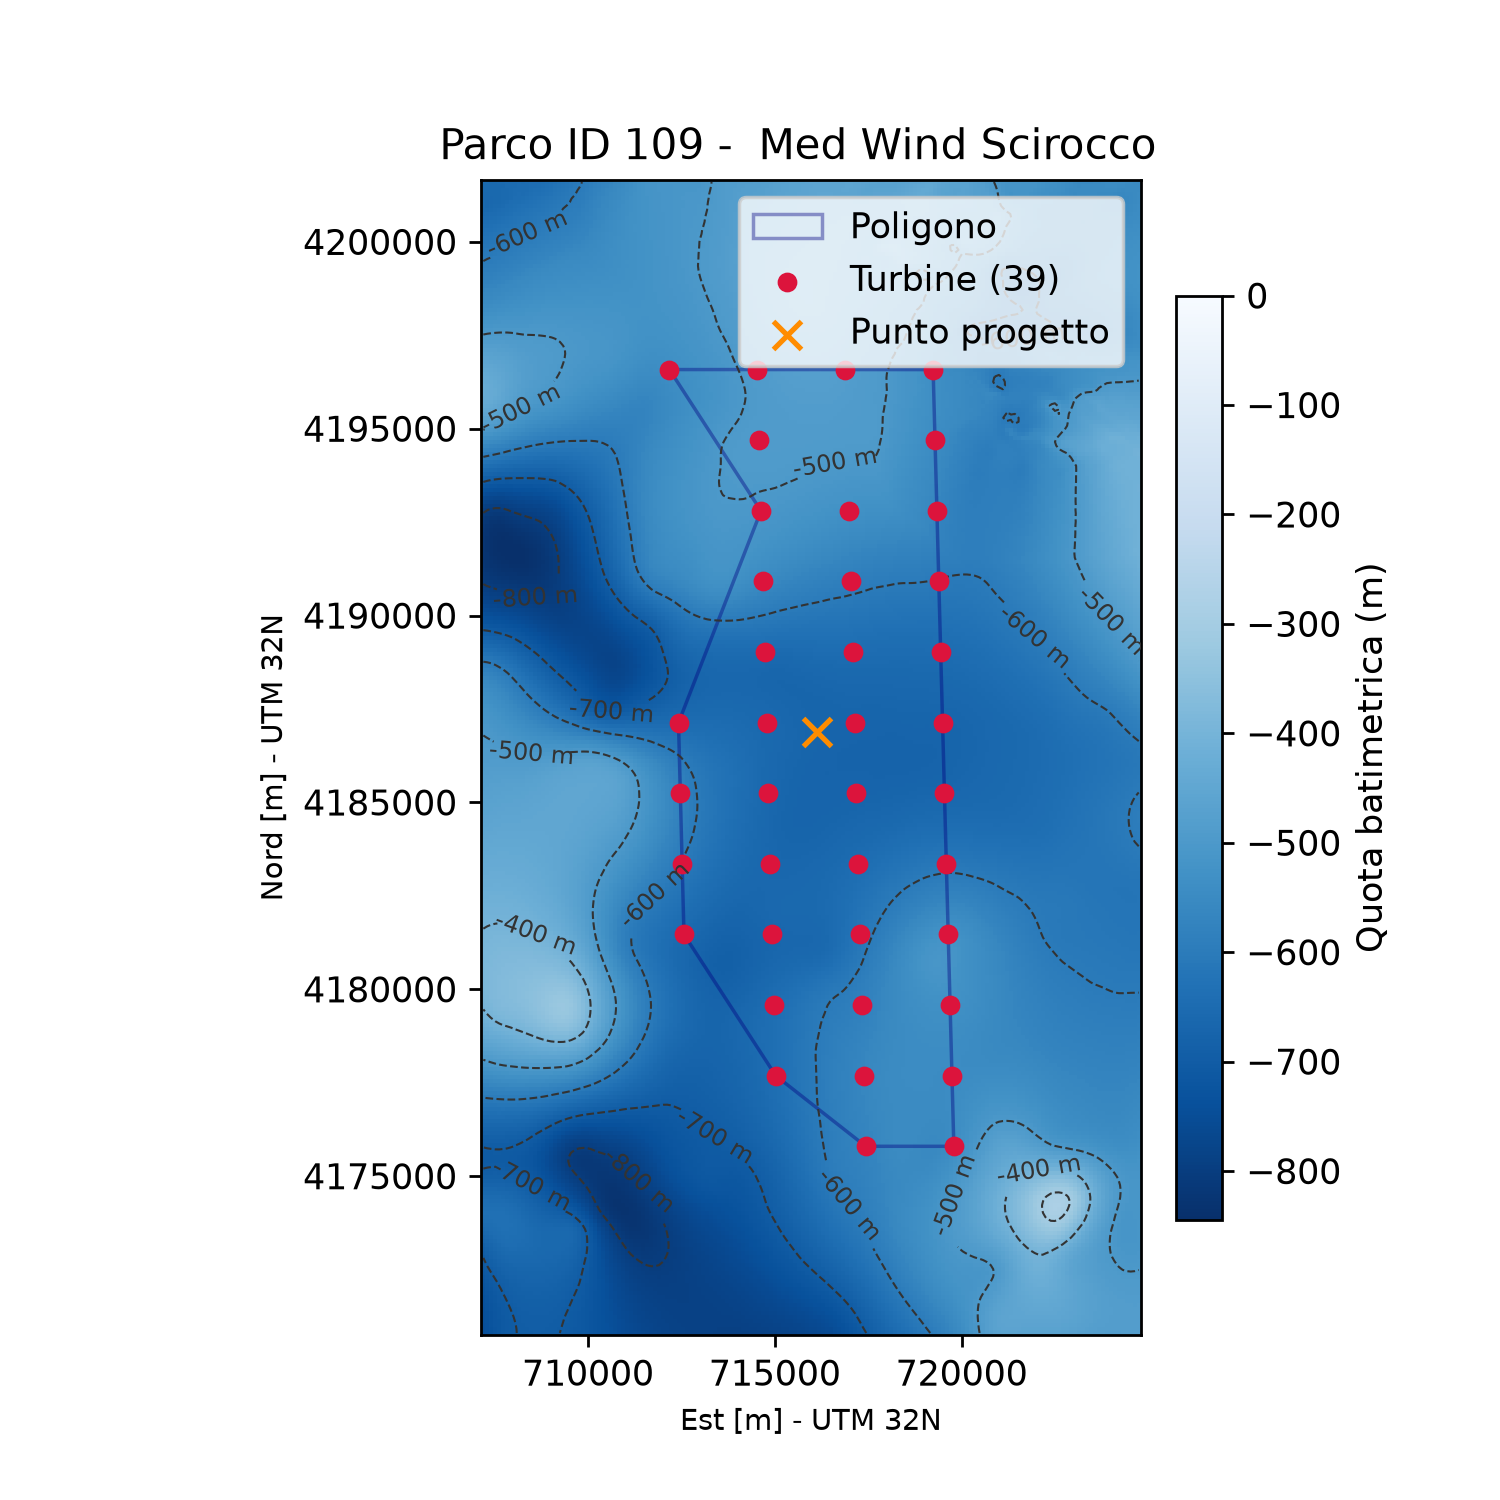 Parco ID 109 -  Med Wind Scirocco
Poligono
Turbine (39)
Punto progetto
4200000
4195000
4190000
4185000
4180000
4175000
Nord [m] - UTM 32N
710000
715000
720000
Est [m] - UTM 32N
0
−100
−200
−300
−400
−500
−600
−700
−800
Quota batimetrica (m)
-600 m
-500 m
-500 m
-800 m
-500 m
-600 m
-700 m
-500 m
-600 m
-400 m
-700 m
-800 m
-700 m
-600 m
-500 m
-400 m